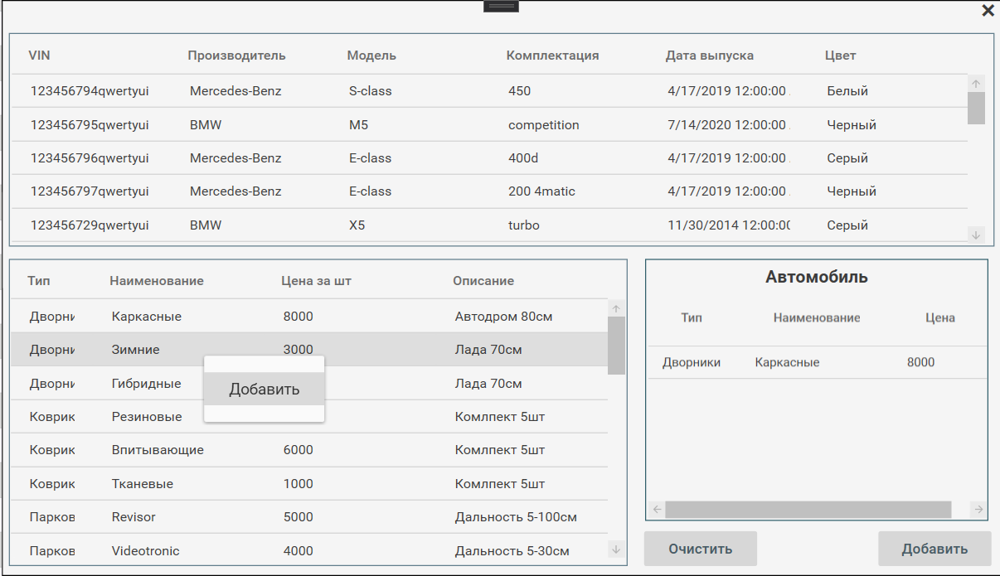 VIN Производитель Модель Комплектация Дата выпуска Цвет
123456794qwertyui Mercedes-Benz S-class 450 4/17/2019 12:00:00 Белый
123456795qwertyui BMW M5 competition 7/14/2020 12:00:00 Черный
123456796qwertyui Mercedes-Benz E-class 400d 4/17/2019 12:00:00 Серый
123456797qwertyui Mercedes-Benz E-class 200 4matic 4/17/2019 12:00:00 Черный
123456729qwertyui BMW X5 turbo 11/30/2014 12:00:00 Серый
Тип Наименование Цена за шт Описание
Дворни Каркасные 8000 Автодром 80см
Дворни Зимние 3000 Лада 70см
Дворни Гибридные Лада 70см
Добавить
Коврик Резиновые Комлпект 5шт
Коврик Впитывающие 6000 Комлпект 5шт
Коврик Тканевые 1000 Комлпект 5шт
Парков Revisor 5000 Дальность 5-100см
Парков Videotronic 4000 Дальность 5-30см
Автомобиль
Тип Наименование Цена
Дворники Каркасные 8000
Очистить Добавить